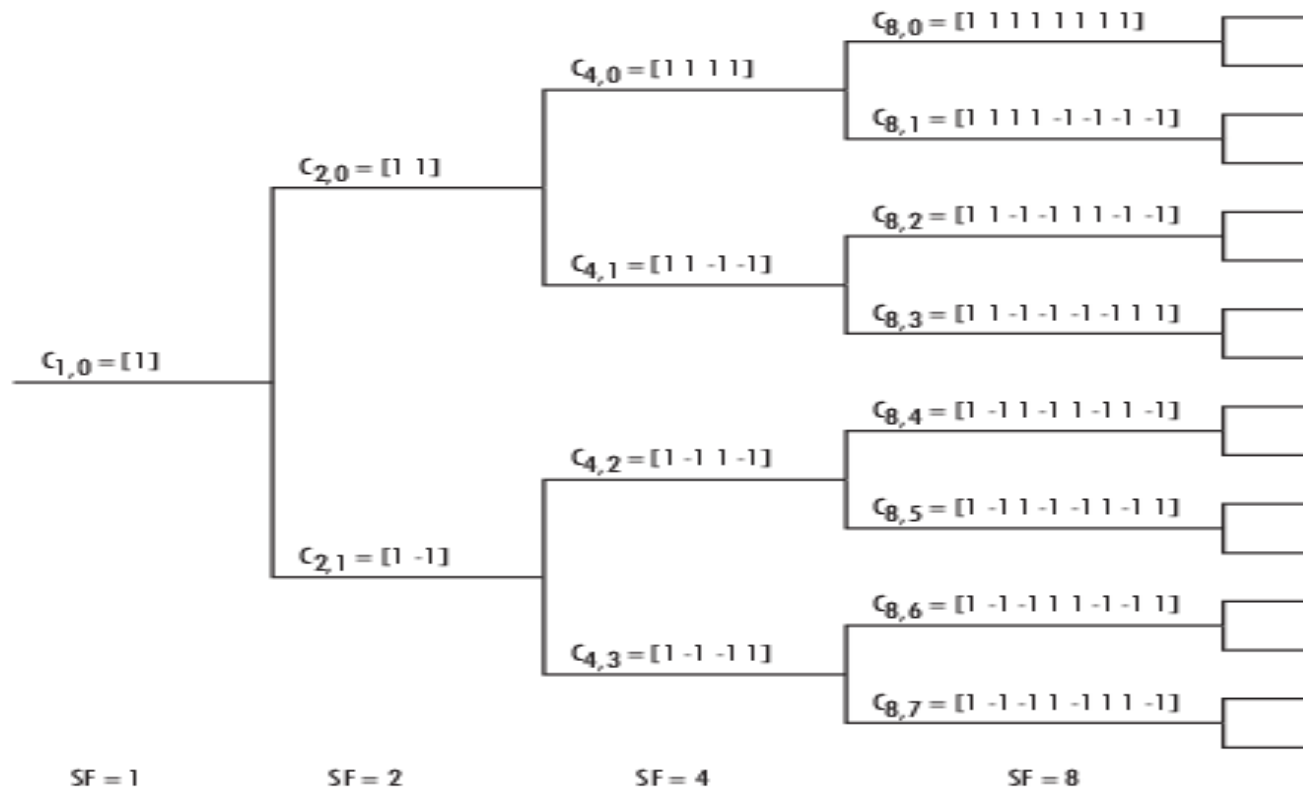 C8,0 = [1 1 1 1 1 1 1 1]
C4,0 = [1 1 1 1]
C8,1 = [1 1 1 1 -1 -1 -1 -1]
C2,0 = [1 1]
C8,2 = [1 1 -1 -1 1 1 -1 -1]
C4,1 = [1 1 -1 -1]
C8,3 = [1 1 -1 -1 -1 -1 1 1]
C1,0 = [1]
C8,4 = [1 -1 1 -1 1 -1 1 -1]
C4,2 = [1 -1 1 -1]
C8,5 = [1 -1 1 -1 -1 1 -1 1]
C2,1 = [1 -1]
C8,6 = [1 -1 -1 1 1 -1 -1 1]
C4,3 = [1 -1 -1 1]
C8,7 = [1 -1 -1 1 -1 1 1 -1]
SF = 1 SF = 2 SF = 4 SF = 8